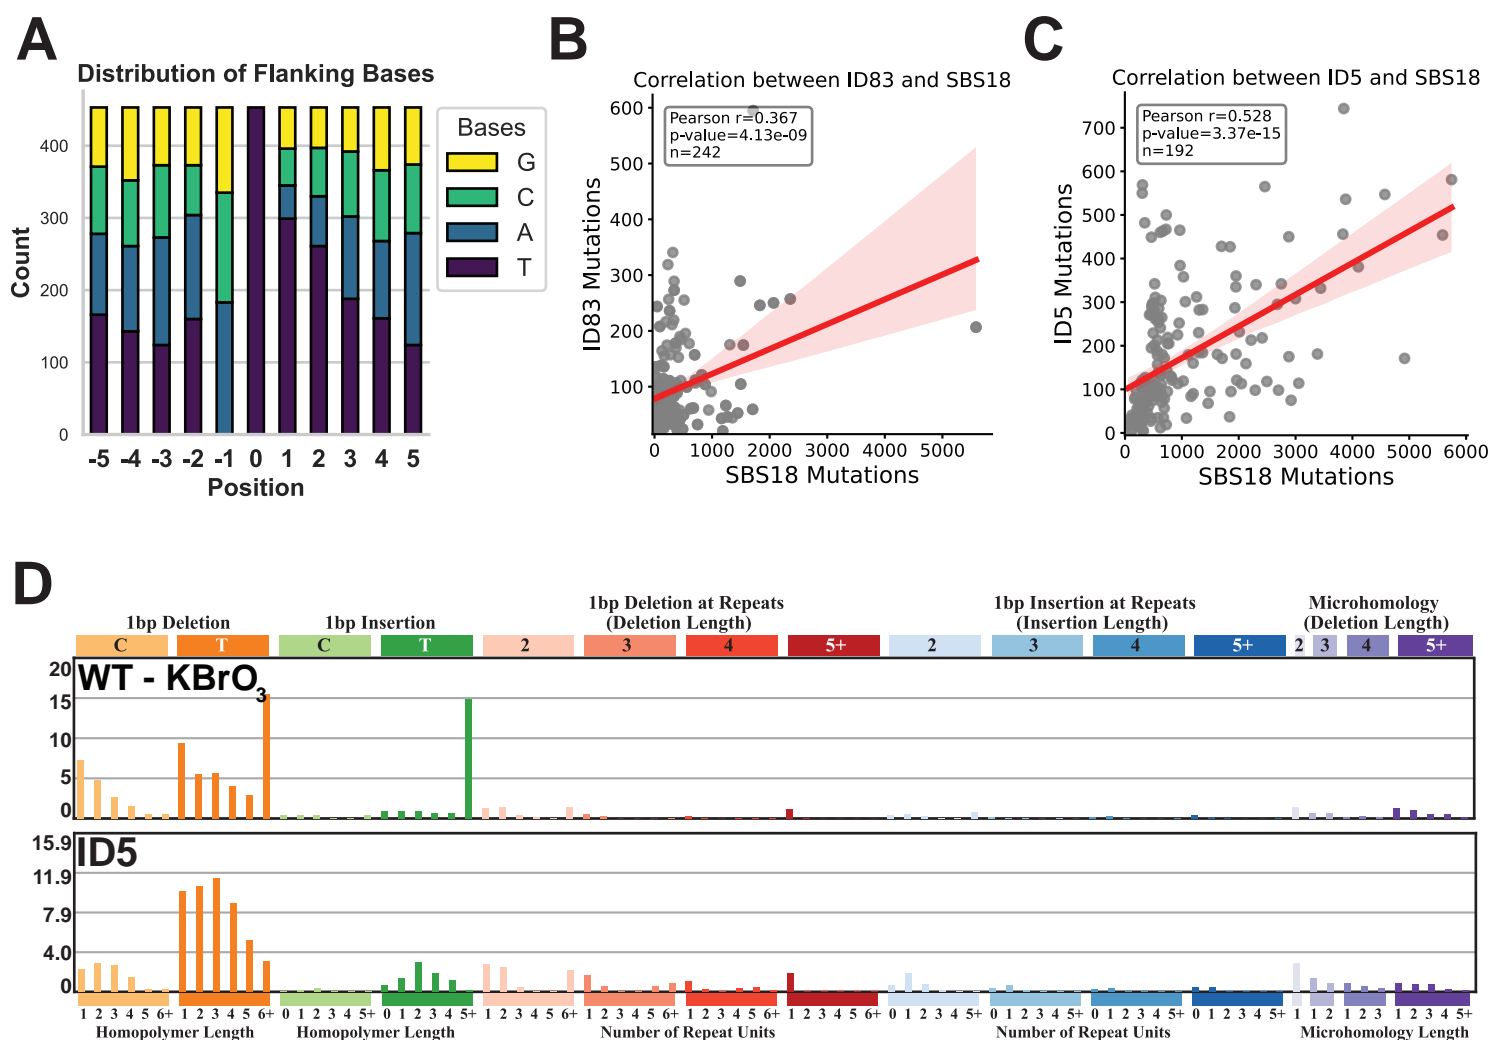 A
Distribution of Flanking Bases
Count
400
300
200
100
0
-5 -4 -3 -2 -1 0 1 2 3 4 5
Position
Bases
G
C
A
T
B
Correlation between ID83 and SBS18
Pearson r=0.367
p-value=4.13e-09
n=242
ID83 Mutations
600
500
400
300
200
100
0 1000 2000 3000 4000 5000
SBS18 Mutations
C
Correlation between ID5 and SBS18
Pearson r=0.528
p-value=3.37e-15
n=192
ID5 Mutations
700
600
500
400
300
200
100
0
0 1000 2000 3000 4000 5000 6000
SBS18 Mutations
D
1bp Deletion 1bp Insertion 1bp Deletion at Repeats (Deletion Length) 1bp Insertion at Repeats (Insertion Length) Microhomology (Deletion Length)
C T C T 2 3 4 5+ 2 3 4 5+ 2 3 4 5+
WT - KBrO3
20
15
10
5
0
ID5
15.9
11.9
7.9
4.0
0
1 2 3 4 5 6+ 1 2 3 4 5 6+ 0 1 2 3 4 5+ 0 1 2 3 4 5+ 1 2 3 4 5 6+ 1 2 3 4 5 6+ 1 2 3 4 5 6+ 1 2 3 4 5 6+ 0 1 2 3 4 5+ 0 1 2 3 4 5+ 0 1 2 3 4 5+ 0 1 2 3 4 5+ 1 1 2 1 2 3 1 2 3 4 5+
Homopolymer Length Homopolymer Length Number of Repeat Units Number of Repeat Units Microhomology Length